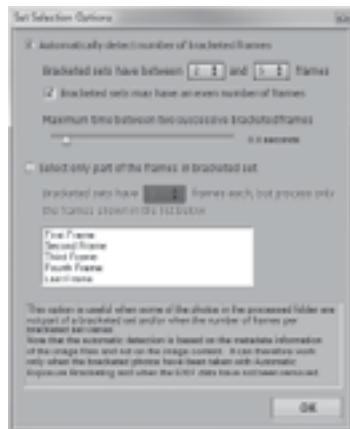 Set Selection Options
Automatically detect number of bracketed frames
Bracketed sets have between 2 and 5 frames
Bracketed sets may have an even number of frames
Maximum time between two successive bracketed frames
seconds
Select only part of the frames in bracketed set
Bracketed sets have frames each, but process only
the frames shown in the list below
First Frame
Second Frame
Third Frame
Fourth Frame
Last Frame
This option is useful when some of the photos in the processed folder are
not part of a bracketed set and/or when the number of frames per
bracketed set varies
Note that the automatic detection is based on the metadata information
of the image files and not on the image content. It can therefore work
only when the bracketed photos have been taken with Automatic
Exposure Bracketing and when the EXIF data have not been removed.
OK